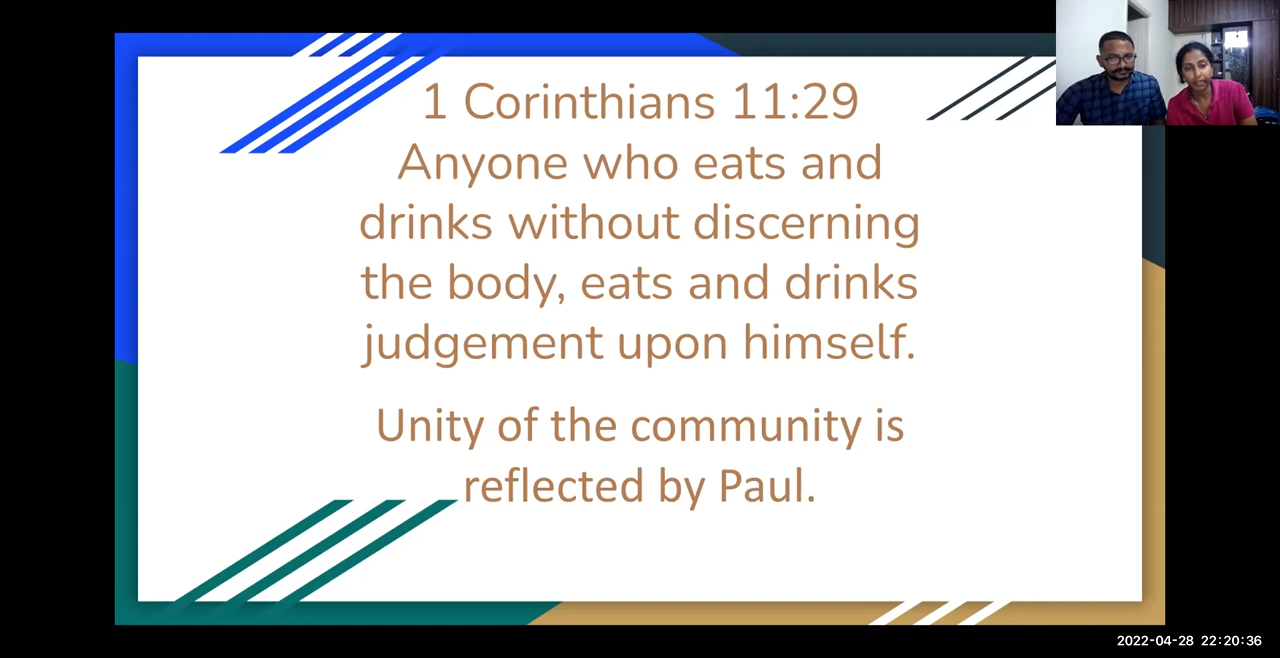 1 Corinthians 11:29
Anyone who eats and
drinks without discerning
the body, eats and drinks
judgement upon himself.
Unity of the community is
reflected by Paul.
2022-04-28 22:20:36